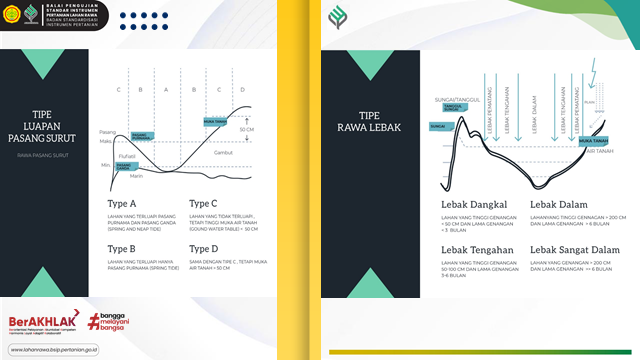 BALAI PENGUJIAN
STANDAR INSTRUMEN
PERTANIAN LAHAN RAWA
BADAN STANDARDISASI
INSTRUMEN PERTANIAN
TIPE
LUAPAN
PASANG SURUT
RAWA PASANG SURUT
C B A B C D
Pasang
Maks.
PASANG
PURNAMA
MUKA TANAH
50 CM
Flufiatil
Gambut
Min.
PASANG
GANDA
Marin
Type A
LAHAN YANG TERLUAPI PASANG
PURNAMA DAN PASANG GANDA
(SPRING AND NEAP TIDE)
Type B
LAHAN YANG TERLUAPI HANYA
PASANG PURNAMA (SPRING TIDE)
Type C
LAHAN YANG TIDAK TERLUAPI,
TETAPI TINGGI MUKA AIR TANAH
(GOUND WATER TABLE) = 50 CM
Type D
SAMA DENGAN TIPE C, TETAPI MUKA
AIR TANAH > 50 CM
BerAKHLAK
#bangga
melayani
bangsa
www.lahanrawa.bsip.pertanian.go.id
TIPE
RAWA LEBAK
SUNGAI/TANGGUL
TANGGUL
SUNGAI
SUNGAI
LEBAK PEMATANG
LEBAK TENGAHAN
LEBAK DALAM
LEBAK TENGAHAN
LEBAK PEMATANG
MUKA TANAH
AIR TANAH
Lebak Dangkal
LAHAN YANG TINGGI GENANGAN
< 50 CM DAN LAMA GENANGAN
< 3 BULAN
Lebak Tengahan
LAHAN YANG TINGGI GENANGAN
50-100 CM DAN LAMA GENANGAN
3-6 BULAN
Lebak Dalam
LAHANYANG TINGGI GENNAGAN = 200 CM
DAN LAMA GENANGAN = 6 BULAN
Lebak Sangat Dalam
LAHAN YANG GENNANGAN > 200 CM
DAN LAMA GENANGAN >= 6 BULAN